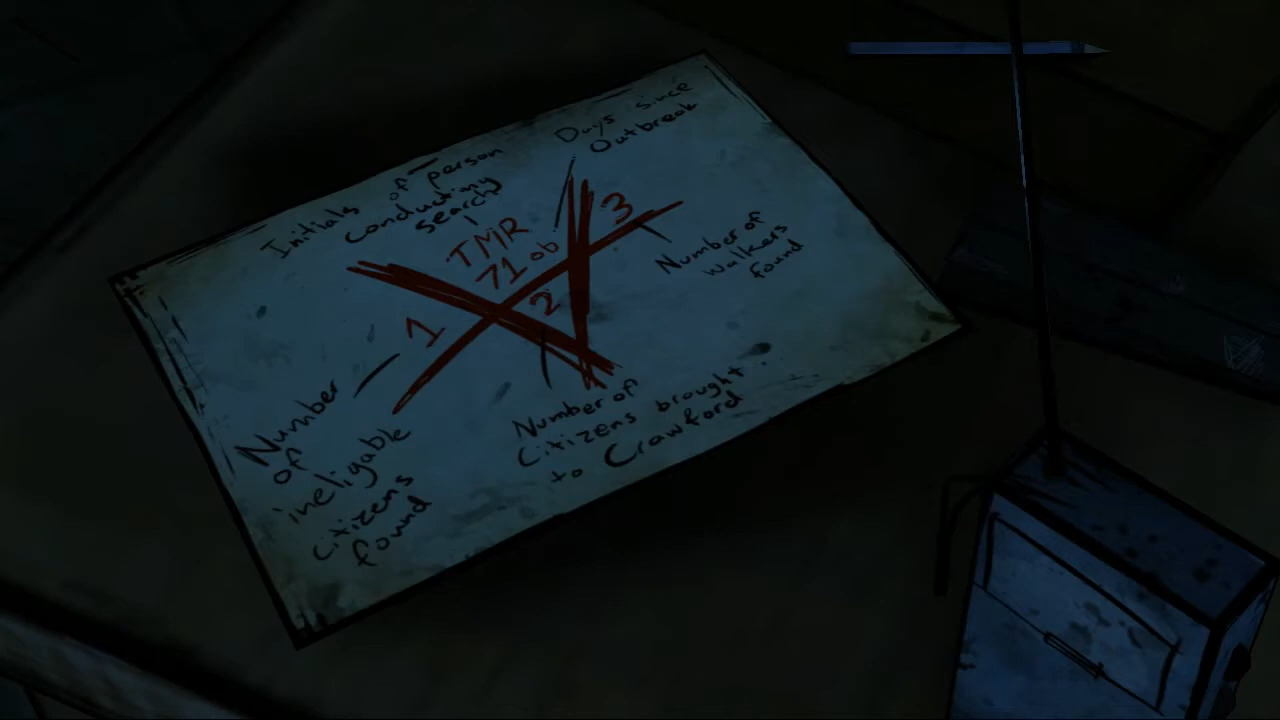 Days since
Outbreak
Initials of person
conducting
search
TMR
71 ob
3
1
2
Number of
walkers
found
Number
of
ineligable
citizens
found
Number of
Citizens brought
to Crawford